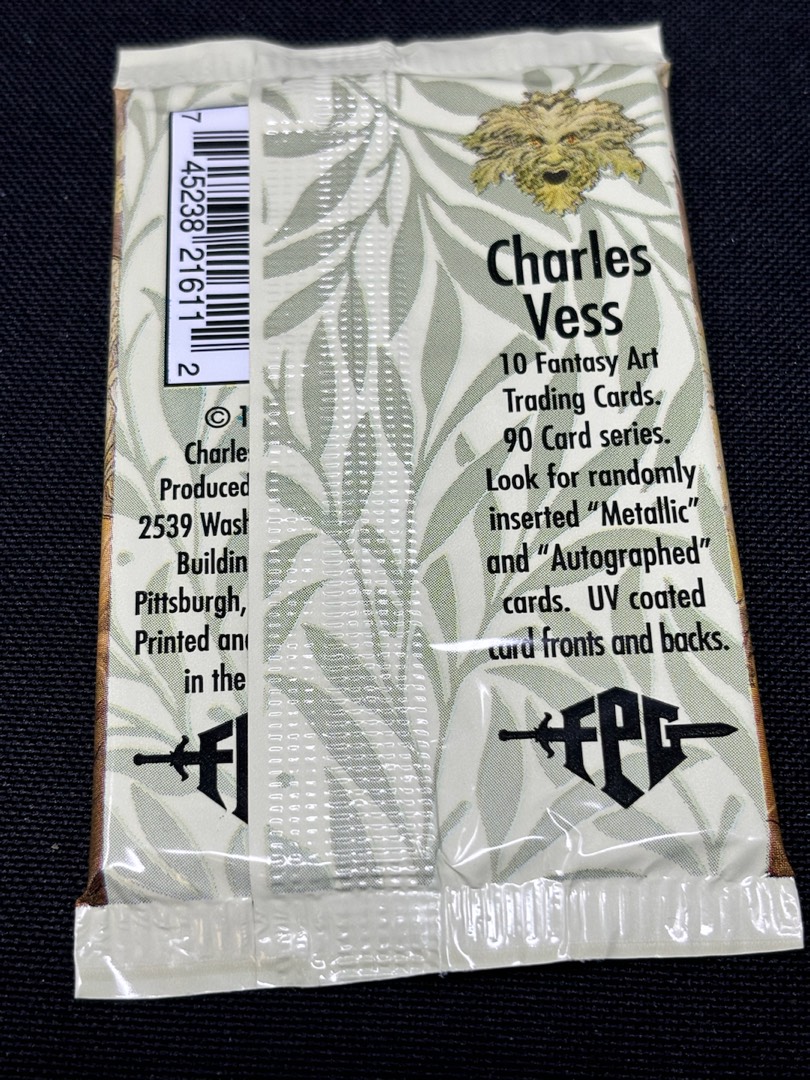 7 45238 21611 2
©
Charles
Vess
10 Fantasy Art
Trading Cards.
90 Card series.
Look for randomly
inserted “Metallic”
and “Autographed”
cards. UV coated
card fronts and backs.
FPG
Charles
Produced
2539 Wash
Buildin
Pittsburgh,
Printed and
in the
F